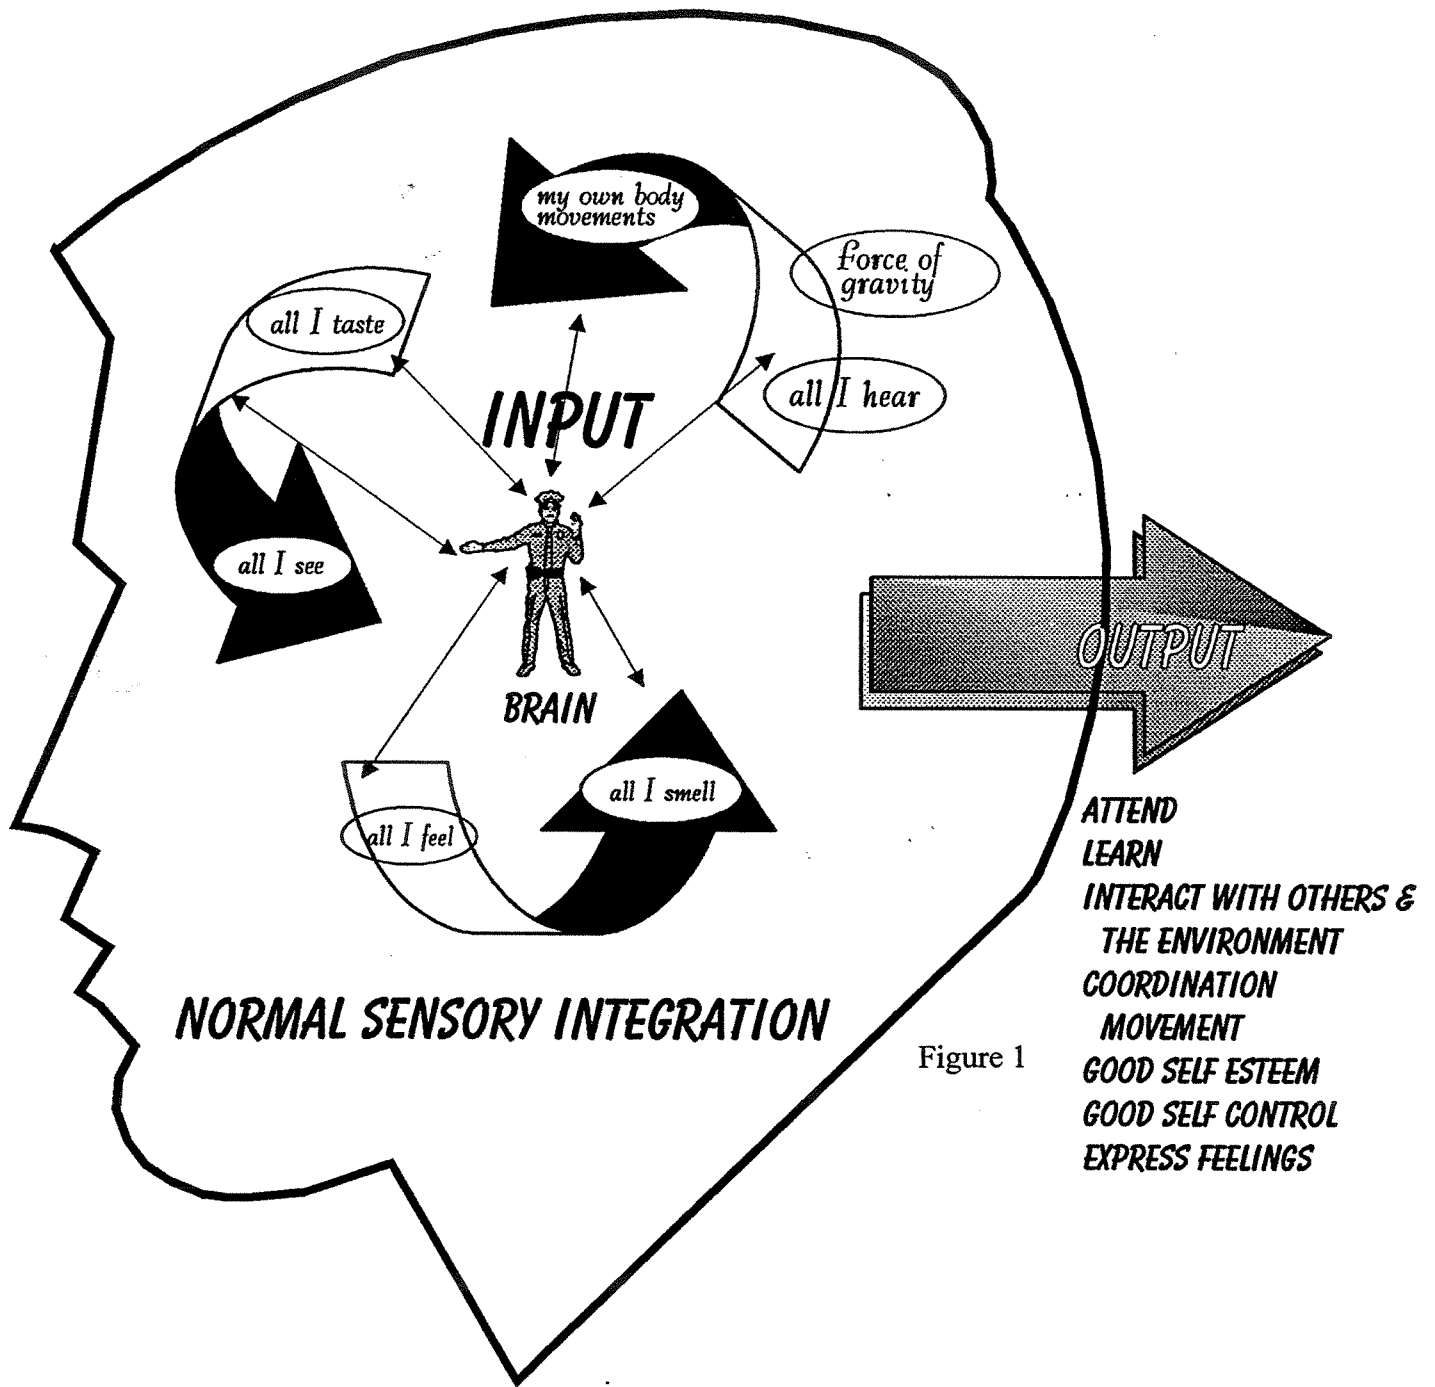 my own body
movements
force of
gravity
all I taste
all I hear
INPUT
all I see
BRAIN
OUTPUT
all I smell
all I feel
ATTEND
LEARN
INTERACT WITH OTHERS &
THE ENVIRONMENT
COORDINATION
MOVEMENT
GOOD SELF ESTEEM
GOOD SELF CONTROL
EXPRESS FEELINGS
NORMAL SENSORY INTEGRATION
Figure 1